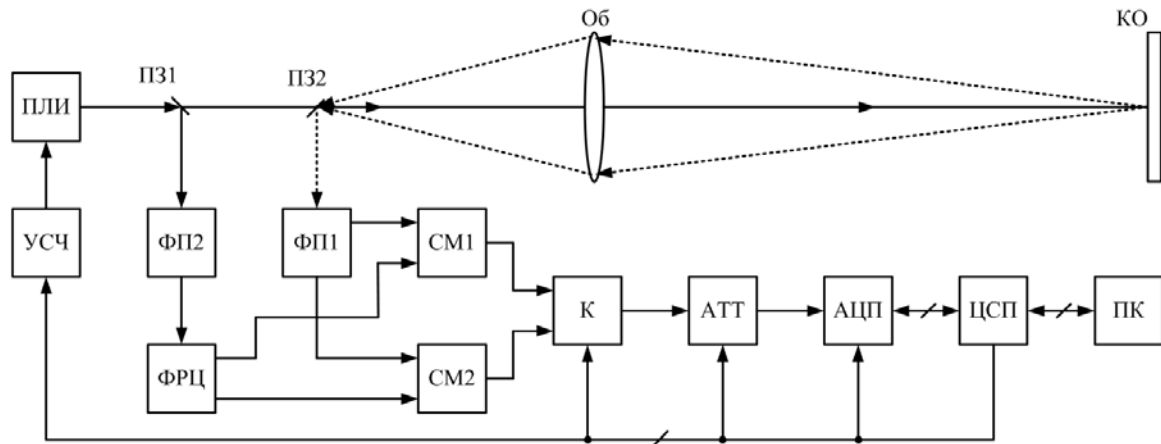 Об
КО
ПЗ1
ПЗ2
ПЛИ
УСЧ
ФП2
ФП1
СМ1
К
АТТ
АЦП
ЦСП
ПК
ФРЦ
СМ2